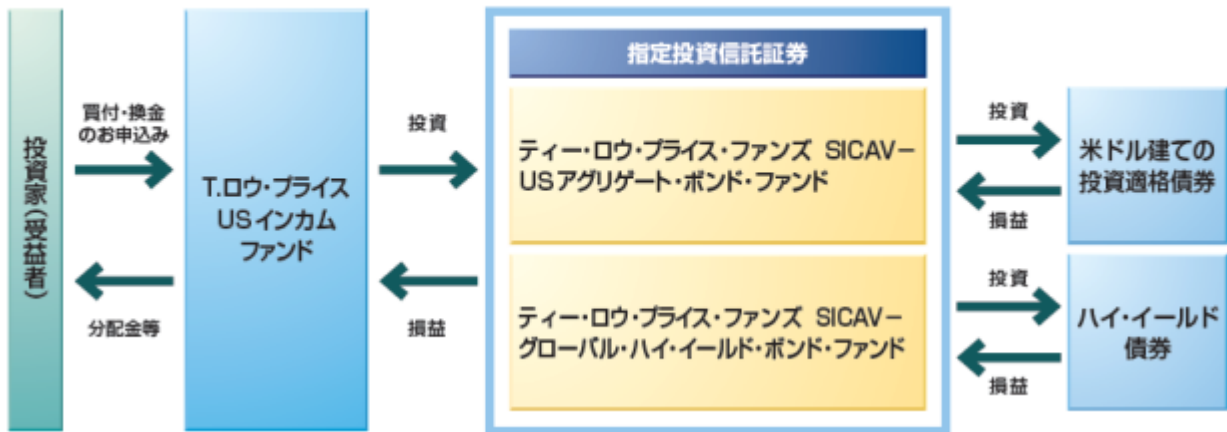 投資家(受益者)
買付・換金
のお申込み
分配金等
T.ロウ・プライス
USインカム
ファンド
投資
損益
指定投資信託証券
ティー・ロウ・プライス・ファンズ SICAV－
USアグリゲート・ボンド・ファンド
ティー・ロウ・プライス・ファンズ SICAV－
グローバル・ハイ・イールド・ボンド・ファンド
投資
損益
投資
損益
米ドル建ての
投資適格債券
ハイ・イールド
債券